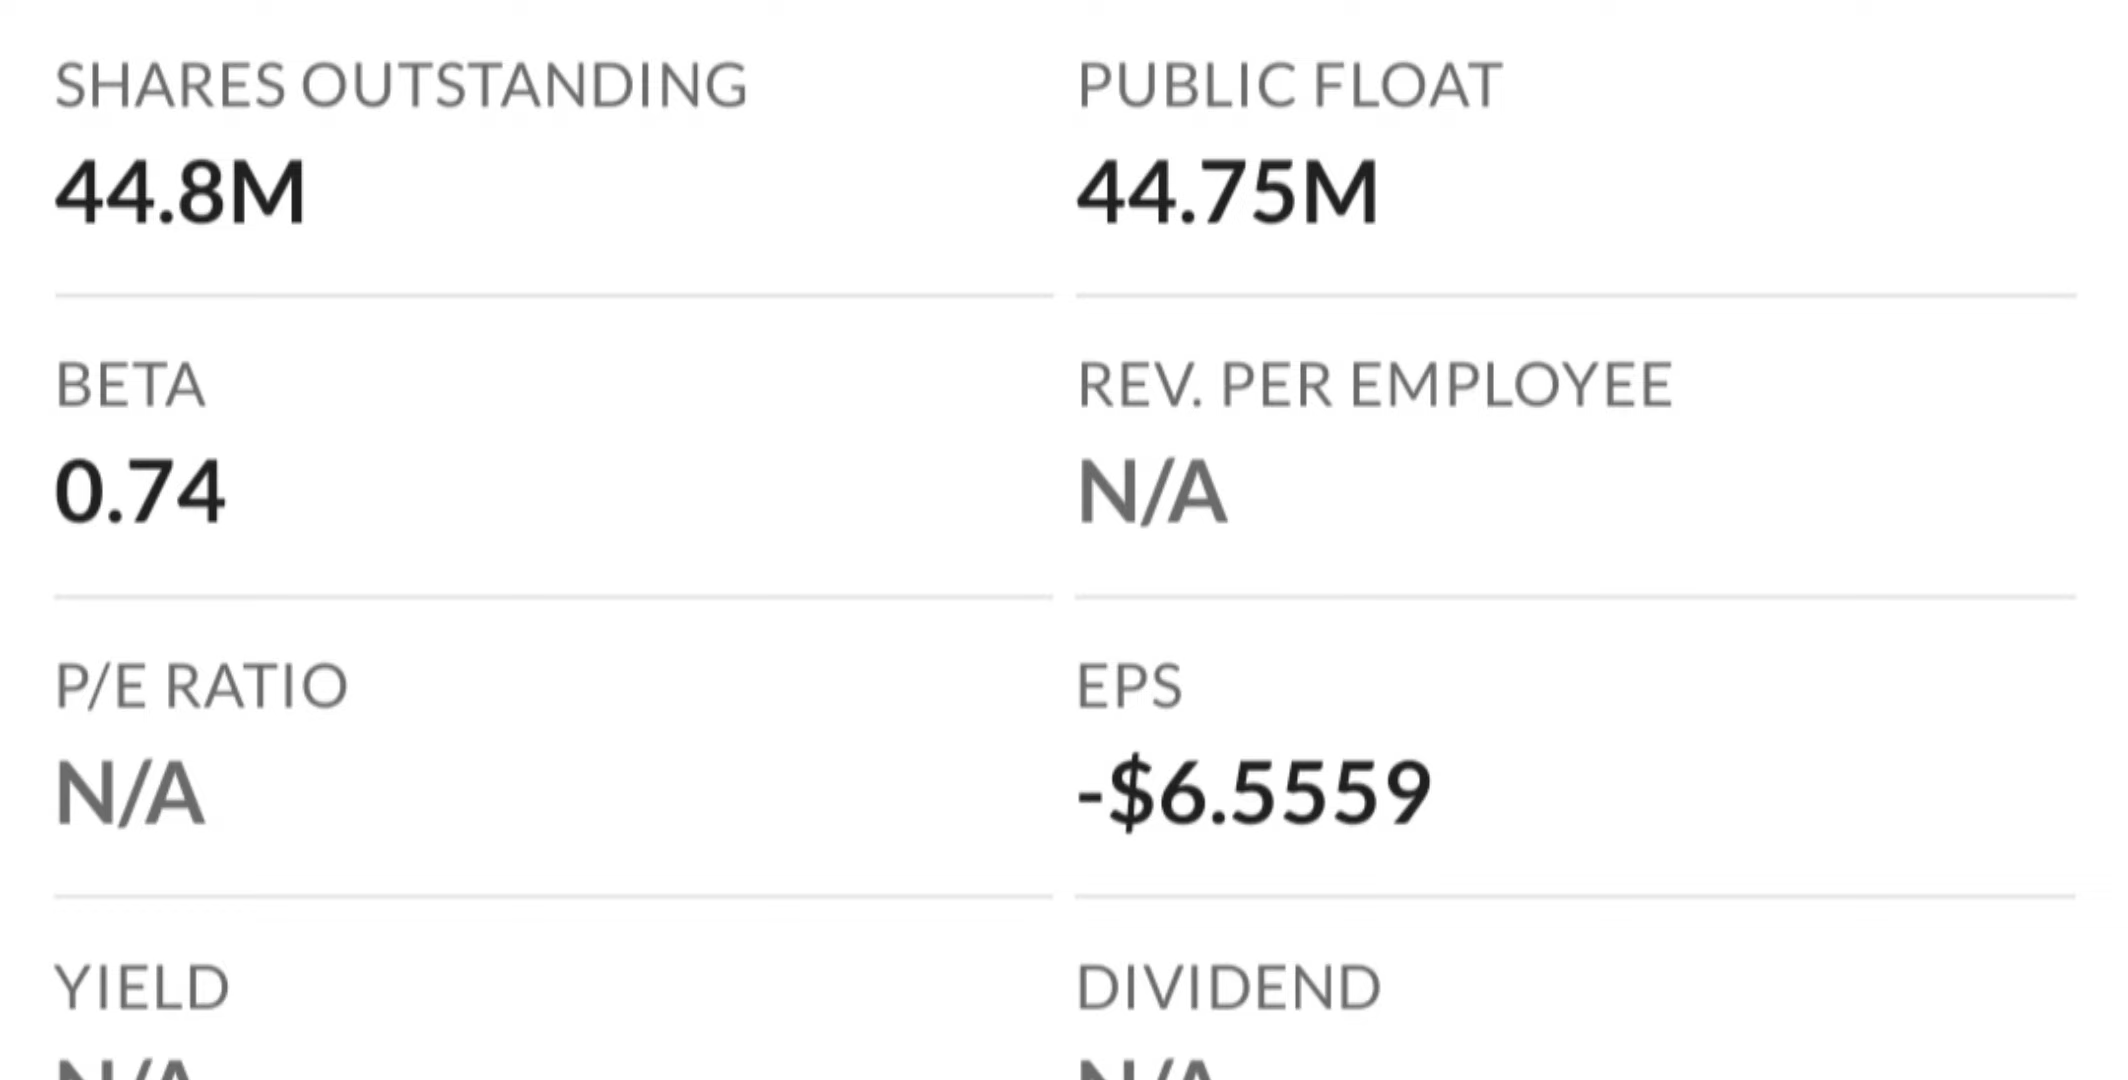 SHARES OUTSTANDING
44.8M
PUBLIC FLOAT
44.75M
BETA
0.74
REV. PER EMPLOYEE
N/A
P/E RATIO
N/A
EPS
-$6.5559
YIELD
N/A
DIVIDEND
N/A